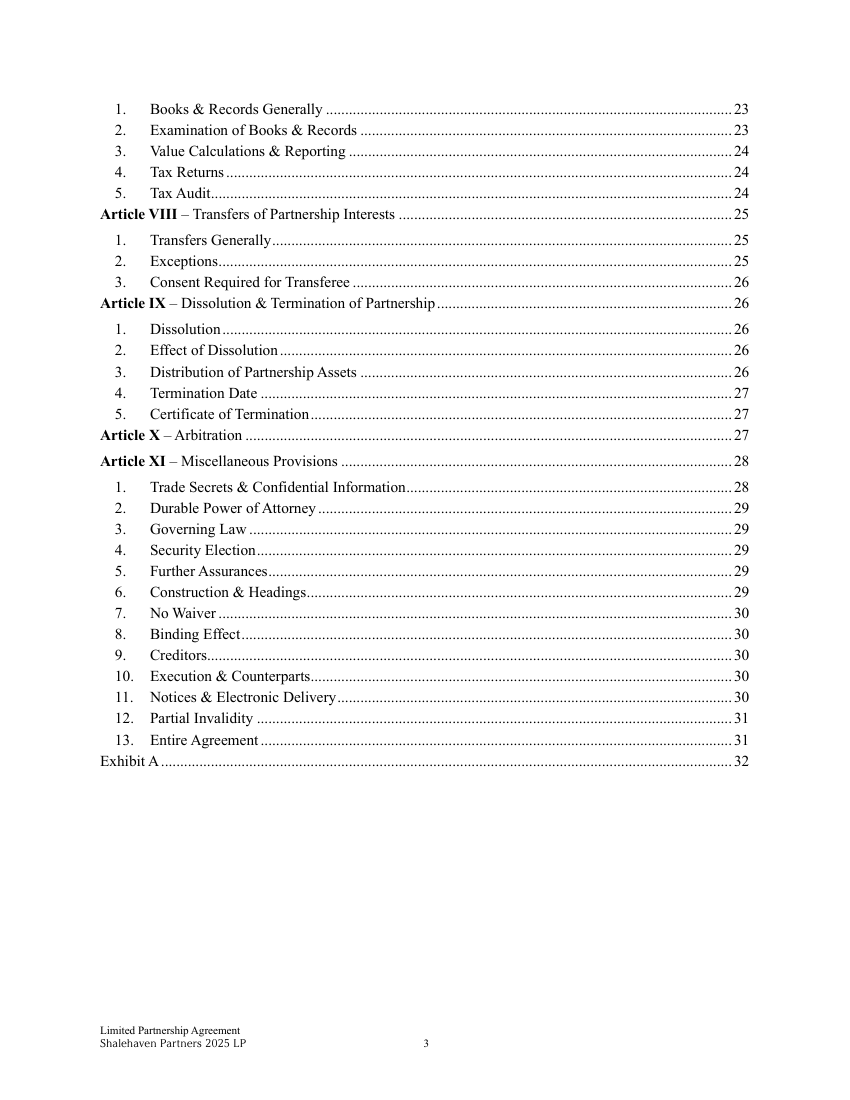 1. Books & Records Generally ........ 23
2. Examination of Books & Records ........ 23
3. Value Calculations & Reporting ........ 24
4. Tax Returns ........ 24
5. Tax Audit ........ 24
Article VIII – Transfers of Partnership Interests ........ 25
1. Transfers Generally ........ 25
2. Exceptions ........ 25
3. Consent Required for Transferee ........ 26
Article IX – Dissolution & Termination of Partnership ........ 26
1. Dissolution ........ 26
2. Effect of Dissolution ........ 26
3. Distribution of Partnership Assets ........ 26
4. Termination Date ........ 27
5. Certificate of Termination ........ 27
Article X – Arbitration ........ 27
Article XI – Miscellaneous Provisions ........ 28
1. Trade Secrets & Confidential Information ........ 28
2. Durable Power of Attorney ........ 29
3. Governing Law ........ 29
4. Security Election ........ 29
5. Further Assurances ........ 29
6. Construction & Headings ........ 29
7. No Waiver ........ 30
8. Binding Effect ........ 30
9. Creditors ........ 30
10. Execution & Counterparts ........ 30
11. Notices & Electronic Delivery ........ 30
12. Partial Invalidity ........ 31
13. Entire Agreement ........ 31
Exhibit A ........ 32
Limited Partnership Agreement
Shalehaven Partners 2025 LP 3